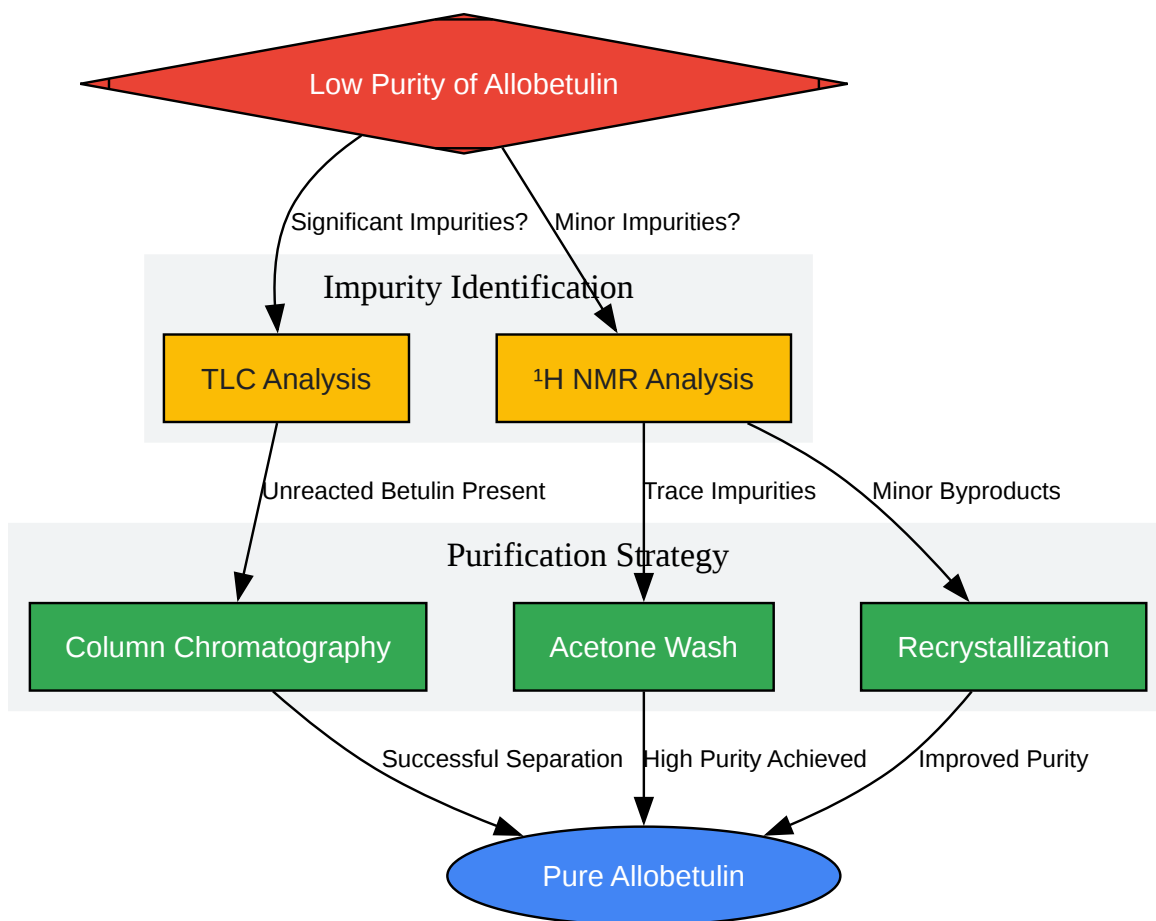 Low Purity of Allobetulin
Significant Impurities?
Minor Impurities?
Impurity Identification
TLC Analysis
¹H NMR Analysis
Unreacted Betulin Present
Trace Impurities
Minor Byproducts
Purification Strategy
Column Chromatography
Acetone Wash
Recrystallization
Successful Separation
High Purity Achieved
Improved Purity
Pure Allobetulin